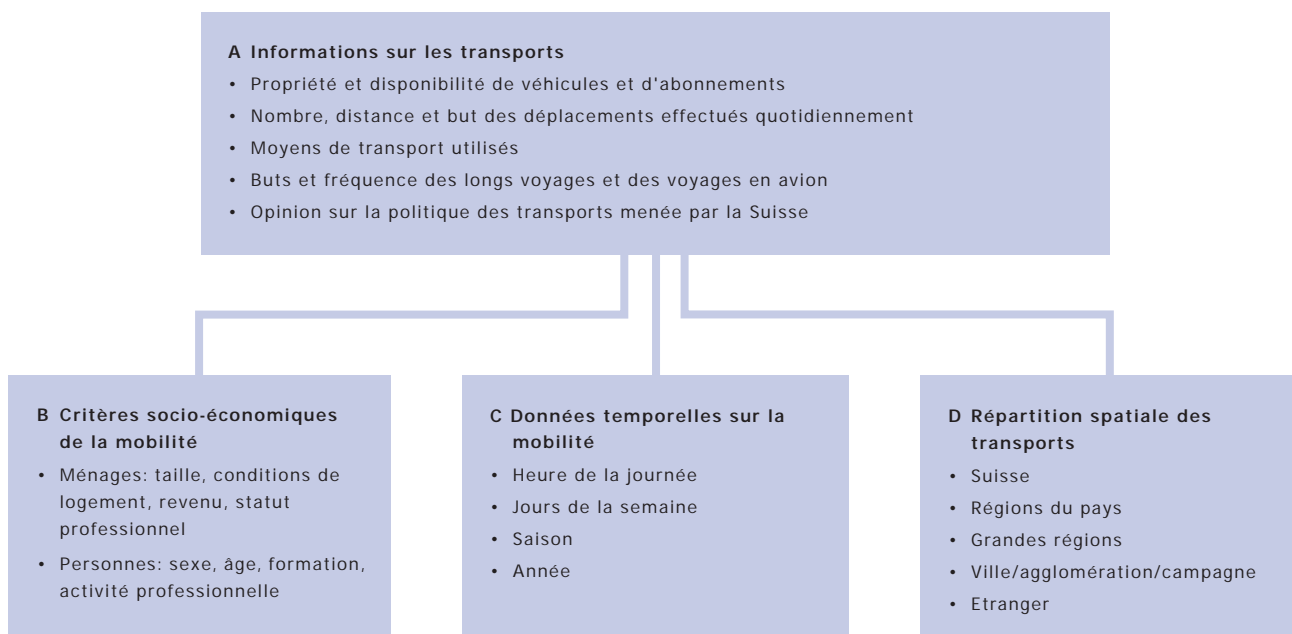 A Informations sur les transports
• Propriété et disponibilité de véhicules et d'abonnements
• Nombre, distance et but des déplacements effectués quotidiennement
• Moyens de transport utilisés
• Buts et fréquence des longs voyages et des voyages en avion
• Opinion sur la politique des transports menée par la Suisse
B Critères socio-économiques
de la mobilité
• Ménages: taille, conditions de
logement, revenu, statut
professionnel
• Personnes: sexe, âge, formation,
activité professionnelle
C Données temporelles sur la
mobilité
• Heure de la journée
• Jours de la semaine
• Saison
• Année
D Répartition spatiale des
transports
• Suisse
• Régions du pays
• Grandes régions
• Ville/agglomération/campagne
• Etranger